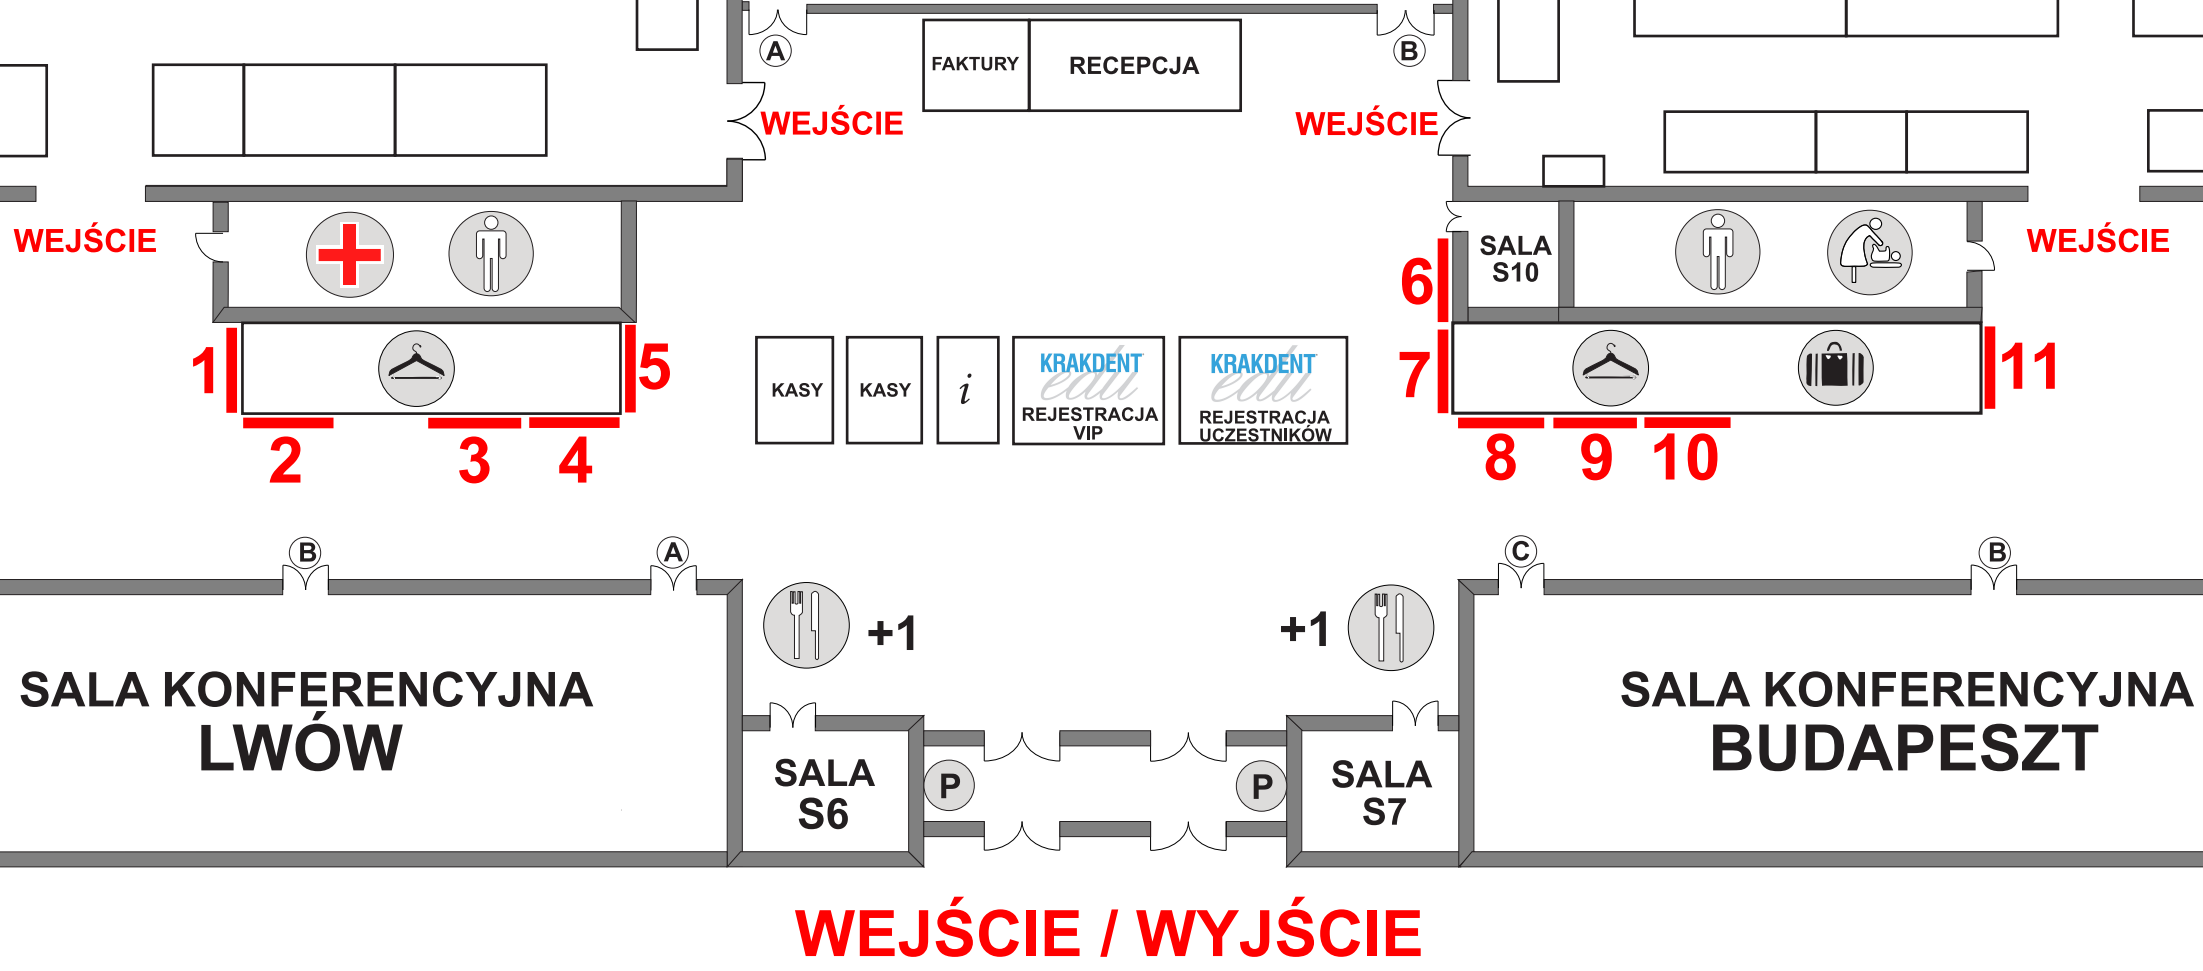 A
B
FAKTURY
RECEPCJA
WEJŚCIE
WEJŚCIE
WEJŚCIE
SALA
S10
WEJŚCIE
6
1
5
7
11
KASY
KASY
i
KRAKDENT
edu
REJESTRACJA
VIP
KRAKDENT
edu
REJESTRACJA
UCZESTNIKÓW
2
3
4
8
9
10
B
A
C
B
+1
+1
SALA KONFERENCYJNA
LWÓW
SALA KONFERENCYJNA
BUDAPESZT
SALA
S6
P
P
SALA
S7
WEJŚCIE / WYJŚCIE